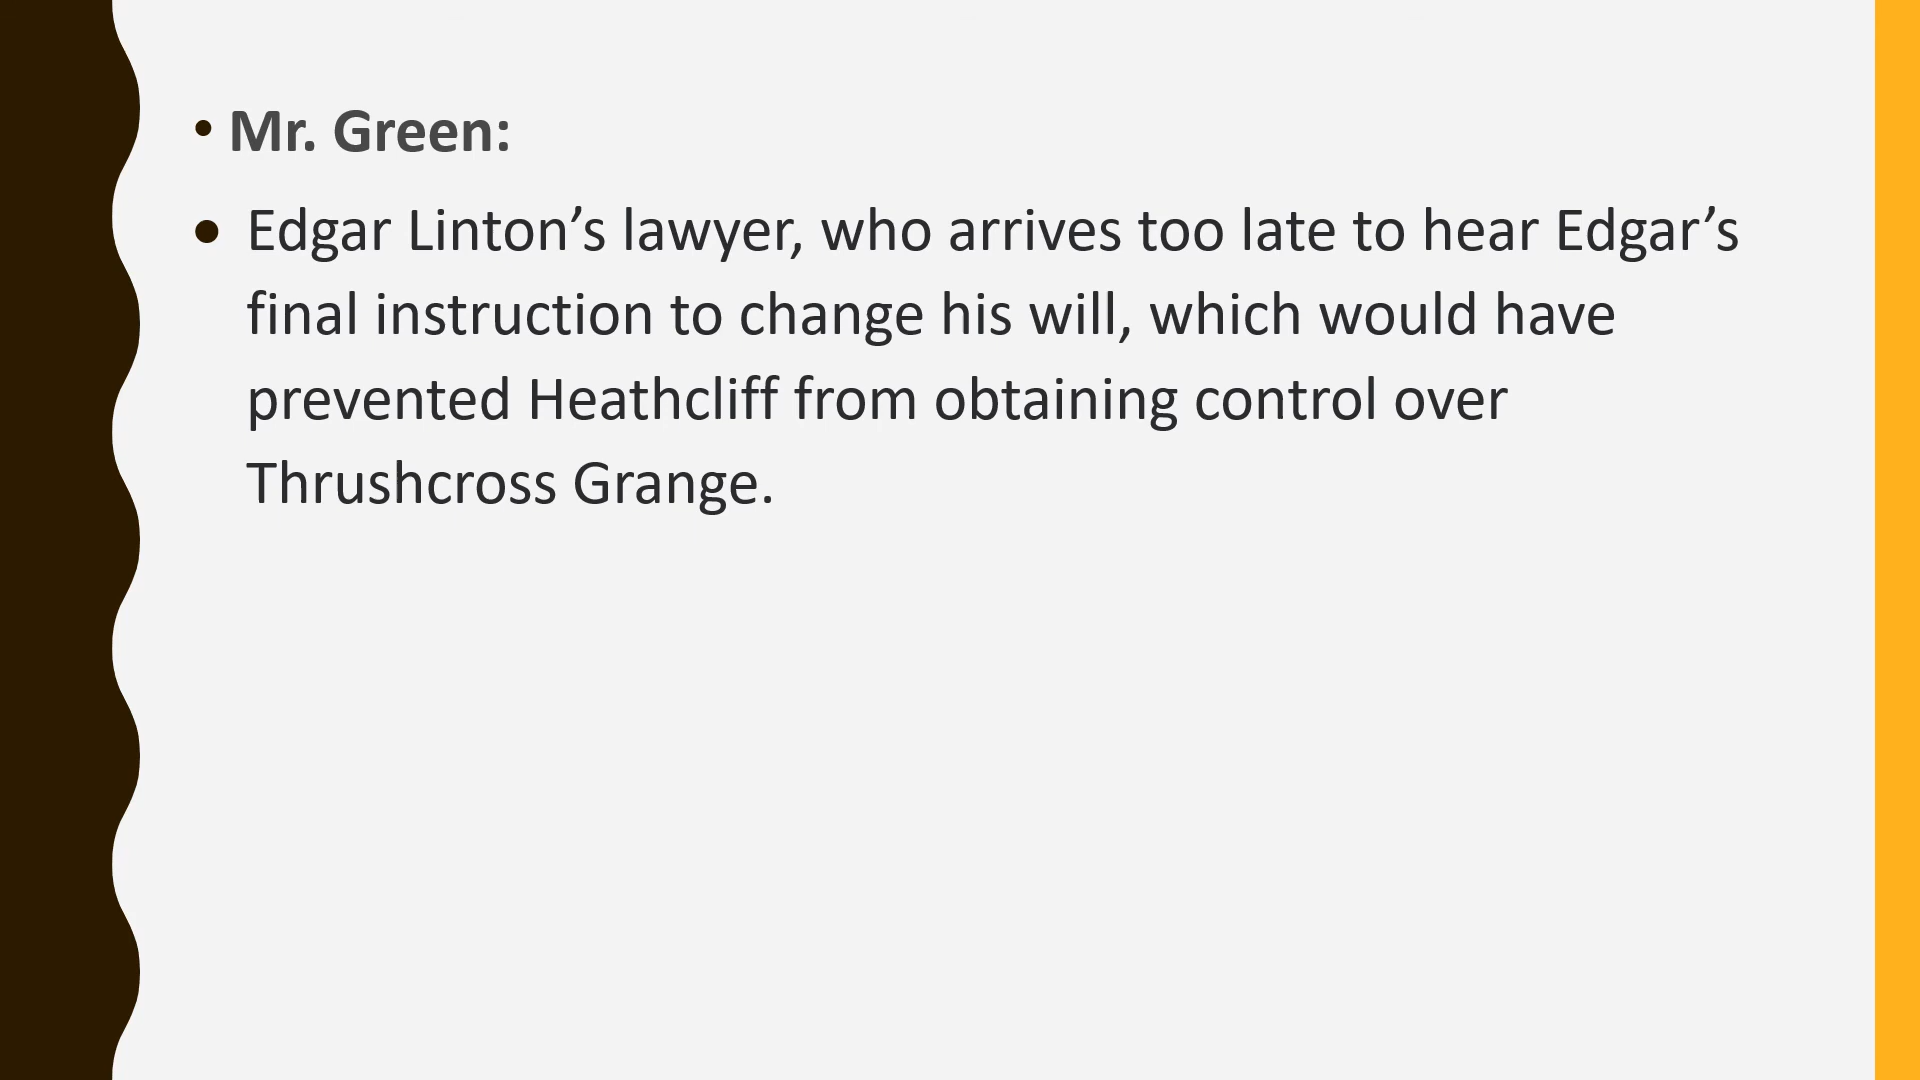 • Mr. Green:
• Edgar Linton’s lawyer, who arrives too late to hear Edgar’s
final instruction to change his will, which would have
prevented Heathcliff from obtaining control over
Thrushcross Grange.